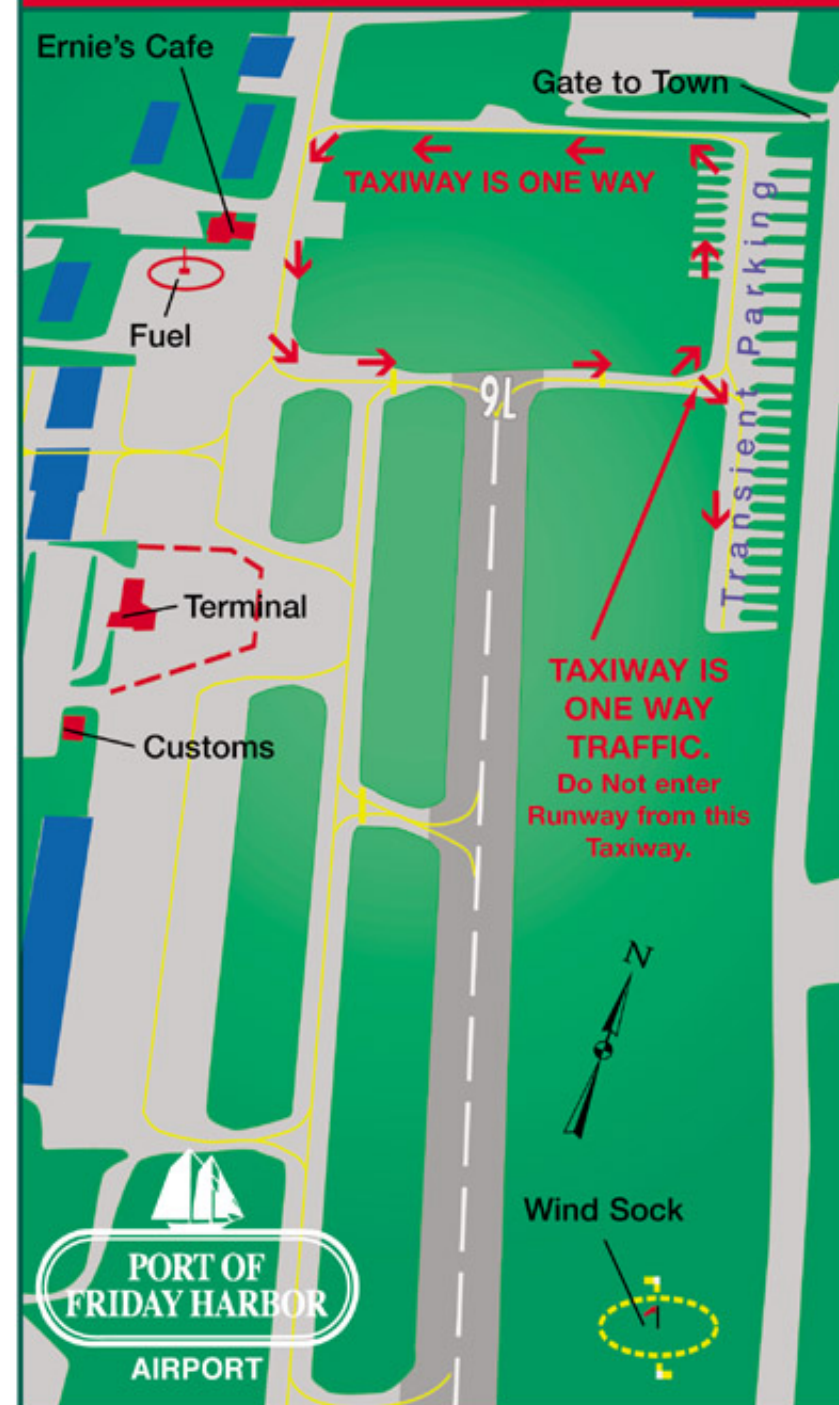 Ernie's Cafe
Gate to Town
TAXIWAY IS ONE WAY
Transient Parking
Fuel
16
Terminal
TAXIWAY IS
ONE WAY
TRAFFIC.
Do Not enter
Runway from this
Taxiway.
Customs
N
Wind Sock
PORT OF
FRIDAY HARBOR
AIRPORT